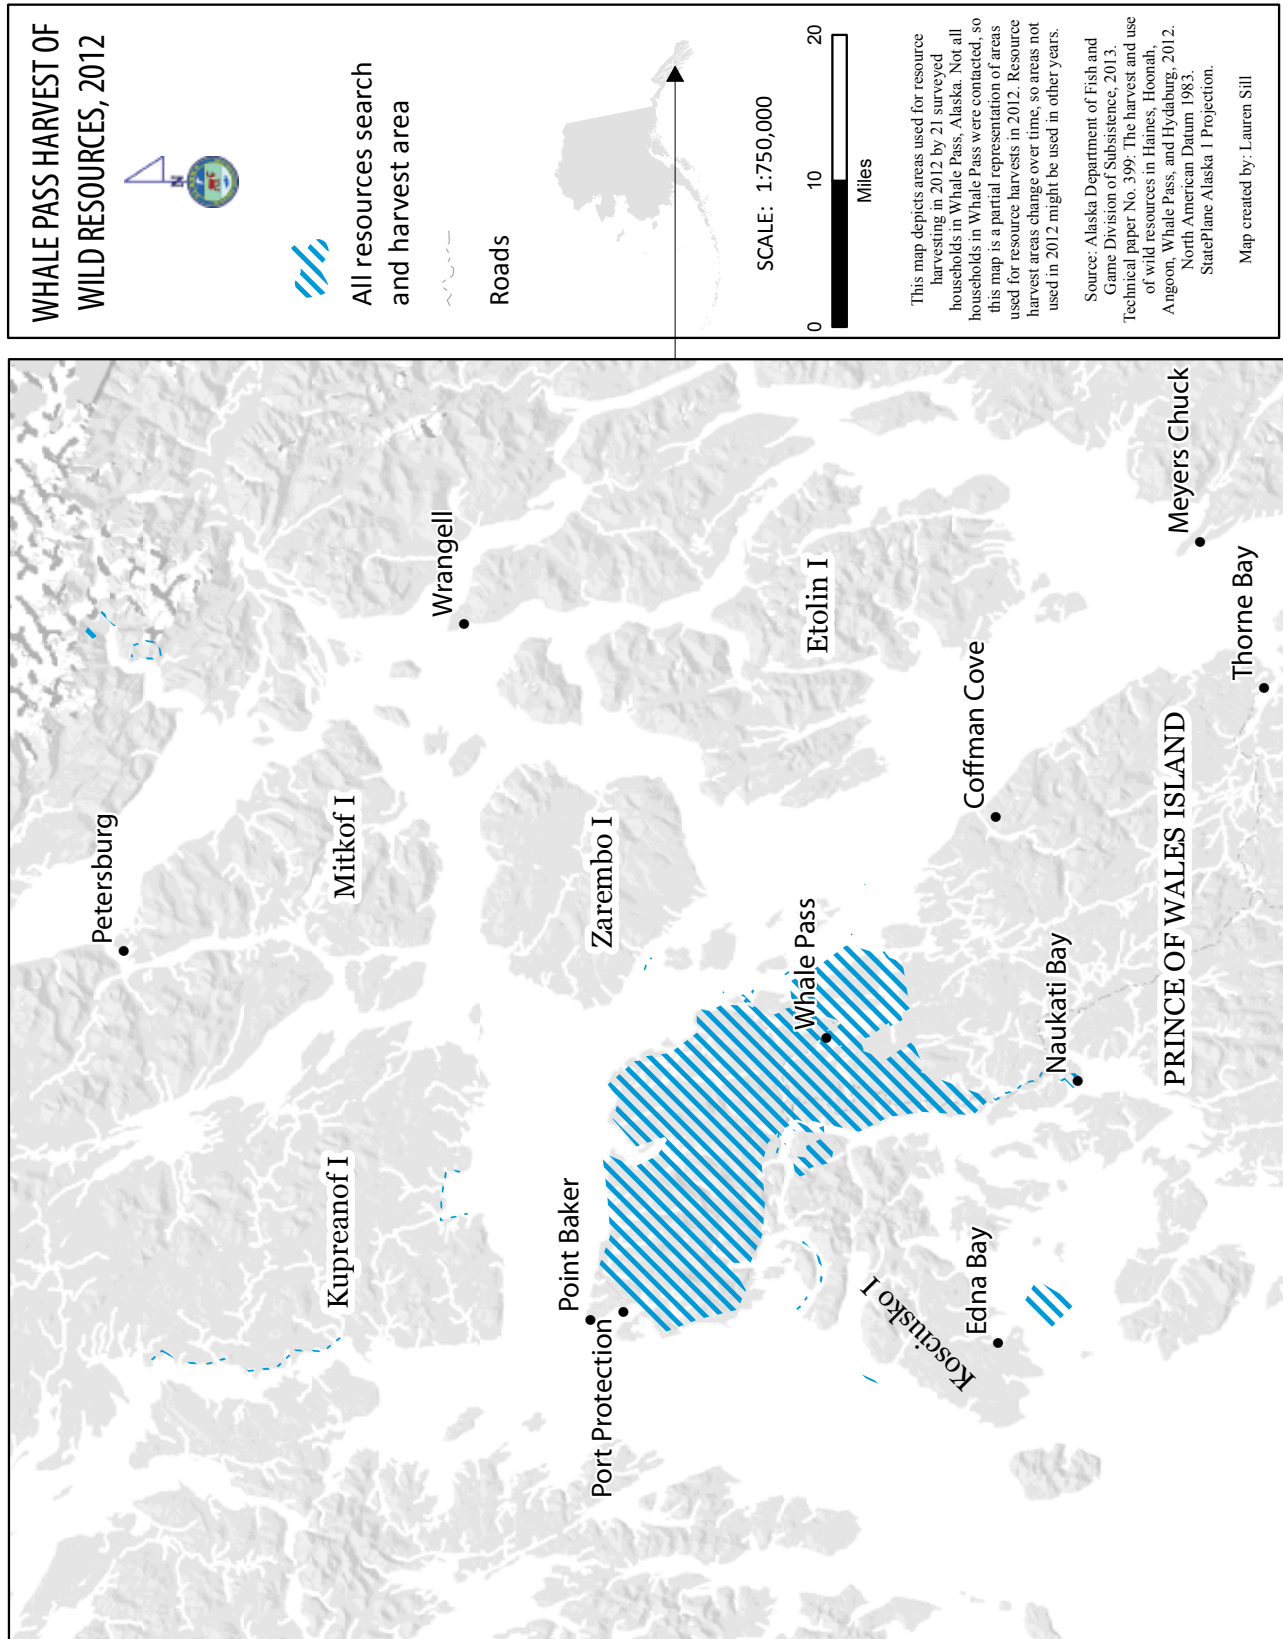 WHALE PASS HARVEST OF
WILD RESOURCES, 2012
N
All resources search
and harvest area
Roads
SCALE: 1:750,000
0 10 20
Miles
This map depicts areas used for resource
harvesting in 2012 by 21 surveyed
households in Whale Pass, Alaska. Not all
households in Whale Pass were contacted, so
this map is a partial representation of areas
used for resource harvests in 2012. Resource
harvest areas change over time, so areas not
used in 2012 might be used in other years.
Source: Alaska Department of Fish and
Game Division of Subsistence, 2013.
Technical paper No. 399: The harvest and use
of wild resources in Haines, Hoonah,
Angoon, Whale Pass, and Hydaburg, 2012.
North American Datum 1983.
StatePlane Alaska 1 Projection.
Map created by: Lauren Sill
Petersburg
Kupreanof I
Mitkof I
Wrangell
Point Baker
Port Protection
Zarembo I
Whale Pass
Etolin I
Kosciusko I
Edna Bay
Coffman Cove
Naukati Bay
PRINCE OF WALES ISLAND
Meyers Chuck
Thorne Bay